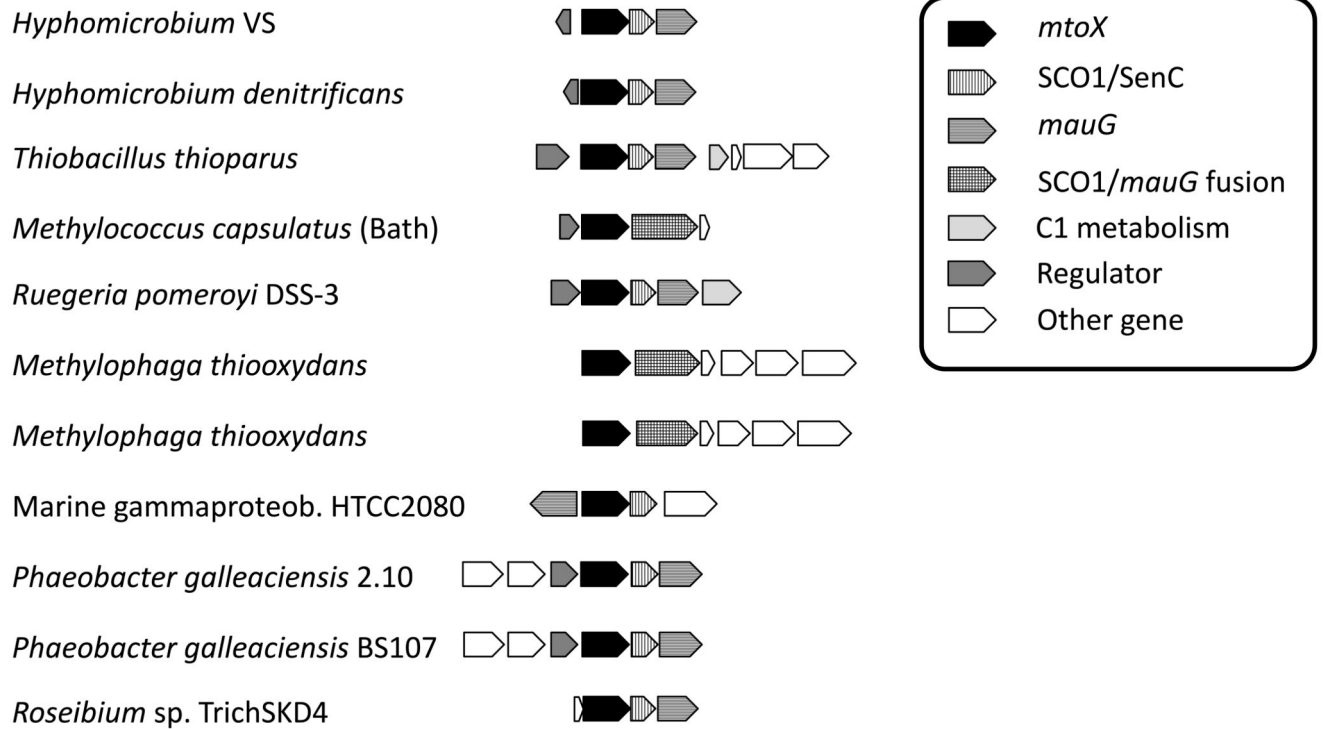 Hyphomicrobium VS
Hyphomicrobium denitrificans
Thiobacillus thioparus
Methylococcus capsulatus (Bath)
Ruegeria pomeroyi DSS-3
Methylophaga thiooxydans
Methylophaga thiooxydans
Marine gammaproteob. HTCC2080
Phaeobacter galleaciensis 2.10
Phaeobacter galleaciensis BS107
Roseibium sp. TrichSKD4
mtoX
SCO1/SenC
mauG
SCO1/mauG fusion
C1 metabolism
Regulator
Other gene